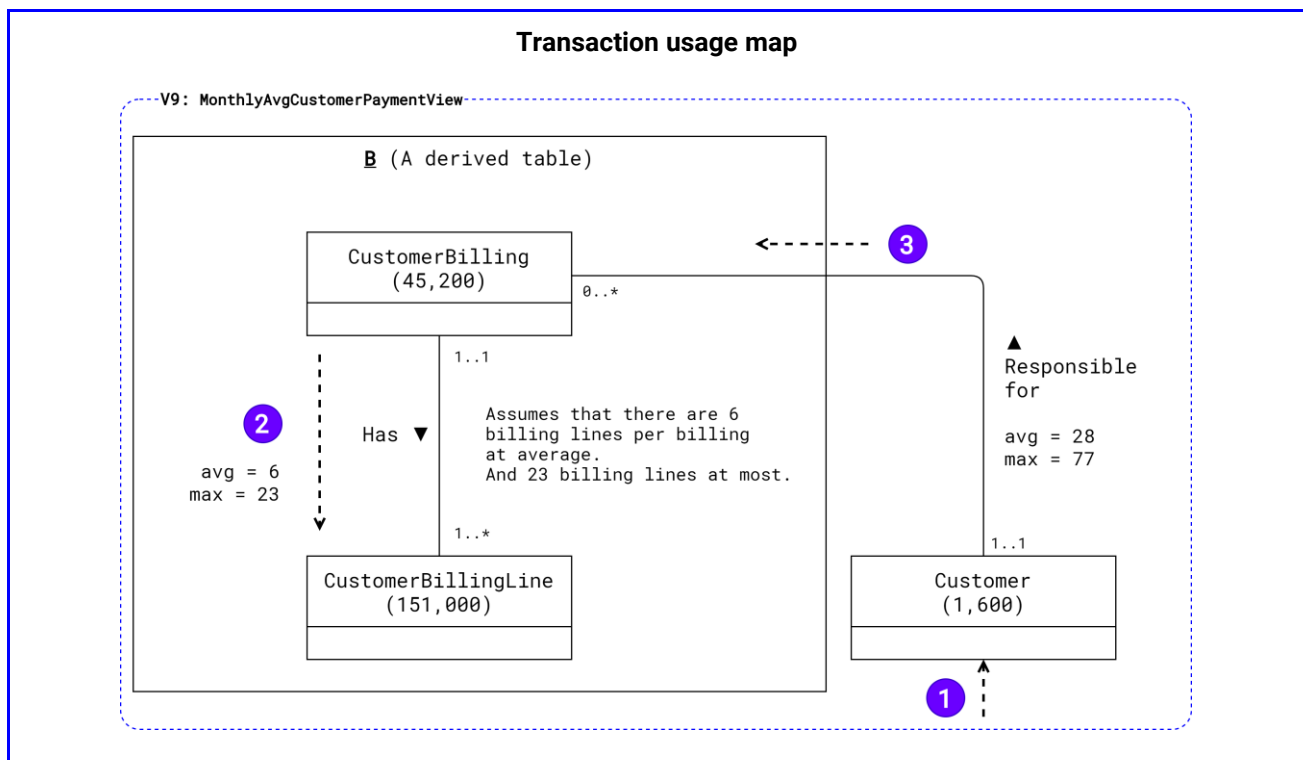 Transaction usage map
V9: MonthlyAvgCustomerPaymentView
B (A derived table)
3
CustomerBilling
(45,200)
0..*
1..1
▲
Responsible
for
avg = 28
max = 77
2
avg = 6
max = 23
Has ▼
Assumes that there are 6
billing lines per billing
at average.
And 23 billing lines at most.
1..*
1..1
CustomerBillingLine
(151,000)
Customer
(1,600)
1